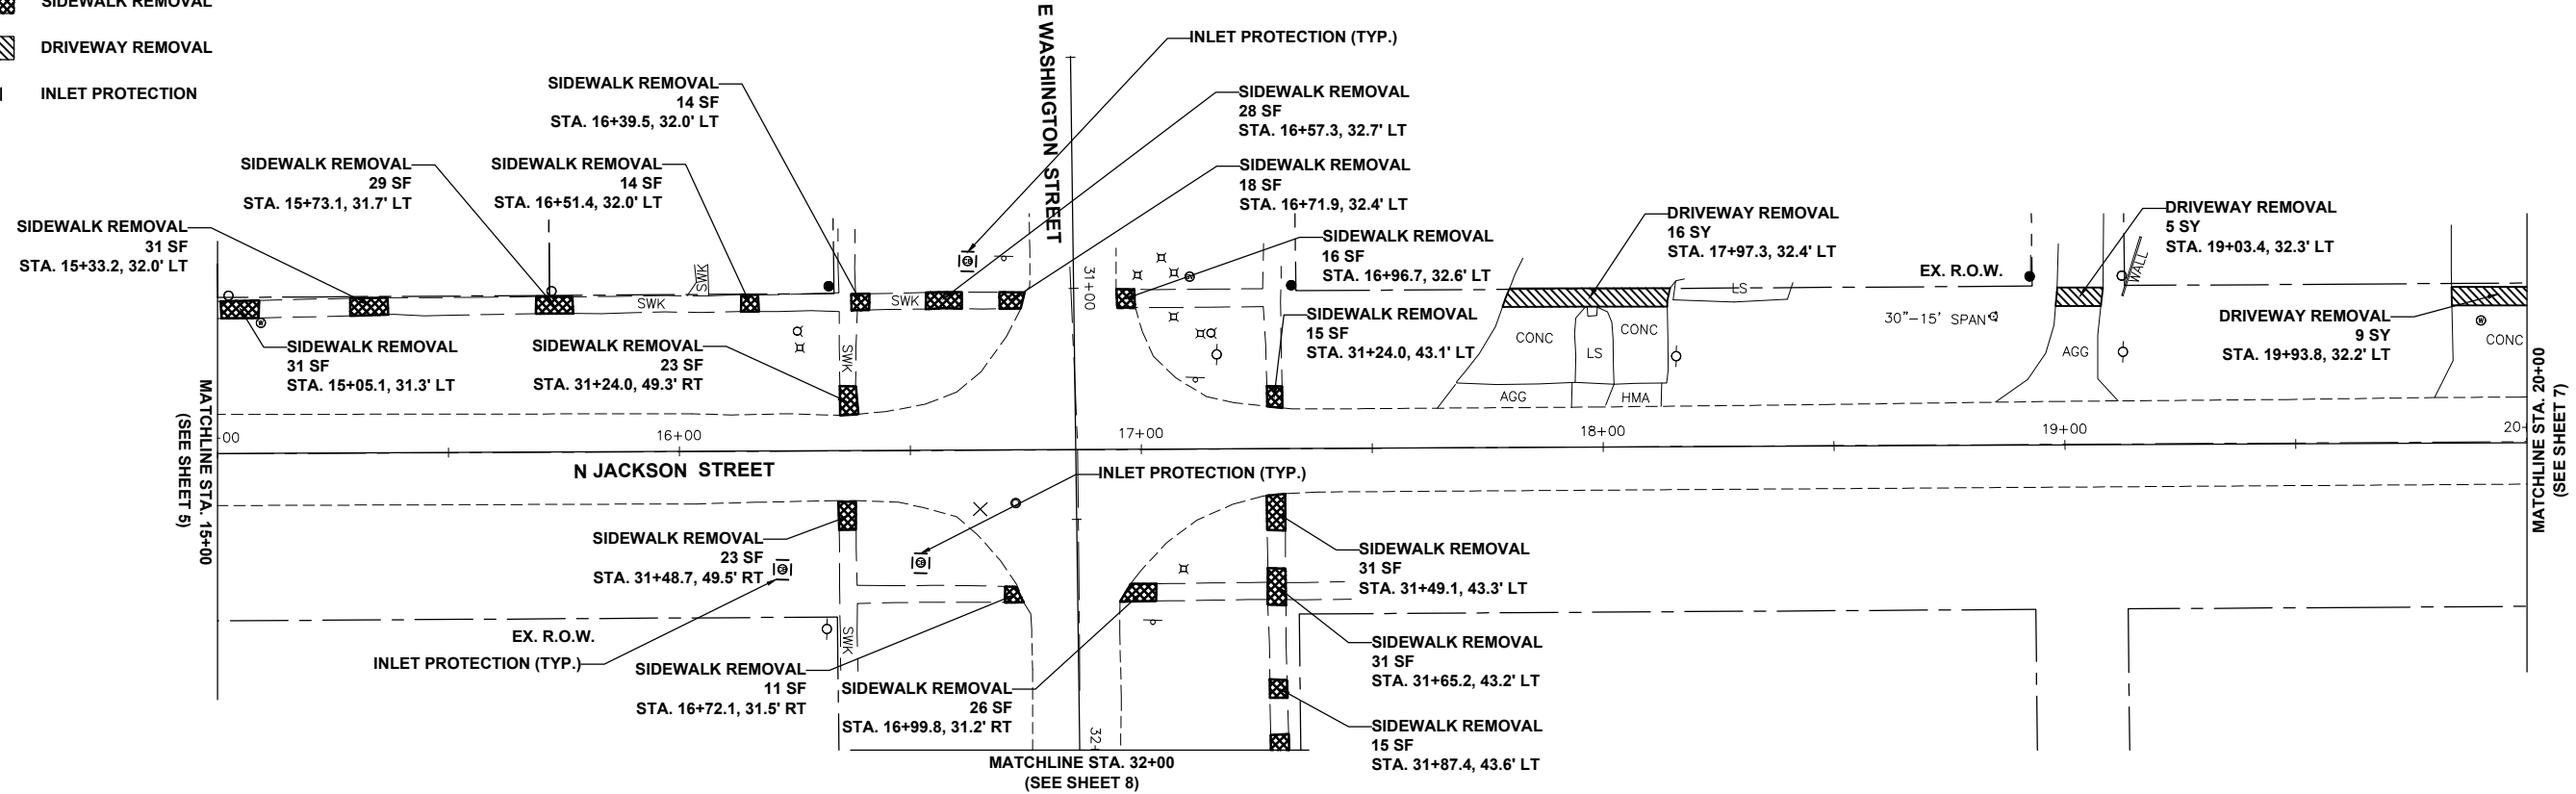 SIDEWALK REMOVAL
DRIVEWAY REMOVAL
INLET PROTECTION
E WASHINGTON STREET
INLET PROTECTION (TYP.)
SIDEWALK REMOVAL
14 SF
STA. 16+39.5, 32.0' LT
SIDEWALK REMOVAL
28 SF
STA. 16+57.3, 32.7' LT
SIDEWALK REMOVAL
29 SF
STA. 15+73.1, 31.7' LT
SIDEWALK REMOVAL
14 SF
STA. 16+51.4, 32.0' LT
SIDEWALK REMOVAL
18 SF
STA. 16+71.9, 32.4' LT
SIDEWALK REMOVAL
31 SF
STA. 15+33.2, 32.0' LT
SIDEWALK REMOVAL
16 SF
STA. 16+96.7, 32.6' LT
DRIVEWAY REMOVAL
16 SY
STA. 17+97.3, 32.4' LT
DRIVEWAY REMOVAL
5 SY
STA. 19+03.4, 32.3' LT
EX. R.O.W.
WALL
SWK
SWK
SWK
31+00
LS
SIDEWALK REMOVAL
31 SF
STA. 15+05.1, 31.3' LT
SIDEWALK REMOVAL
23 SF
STA. 31+24.0, 49.3' RT
SWK
SIDEWALK REMOVAL
15 SF
STA. 31+24.0, 43.1' LT
CONC
LS
CONC
30"-15' SPAN
AGG
DRIVEWAY REMOVAL
9 SY
STA. 19+93.8, 32.2' LT
CONC
AGG
HMA
MATCHLINE STA. 15+00
(SEE SHEET 5)
00
16+00
17+00
18+00
19+00
20+
MATCHLINE STA. 20+00
(SEE SHEET 7)
N JACKSON STREET
INLET PROTECTION (TYP.)
SIDEWALK REMOVAL
23 SF
STA. 31+48.7, 49.5' RT
SIDEWALK REMOVAL
31 SF
STA. 31+49.1, 43.3' LT
EX. R.O.W.
INLET PROTECTION (TYP.)
SWK
SIDEWALK REMOVAL
11 SF
STA. 16+72.1, 31.5' RT
SIDEWALK REMOVAL
26 SF
STA. 16+99.8, 31.2' RT
SIDEWALK REMOVAL
31 SF
STA. 31+65.2, 43.2' LT
SIDEWALK REMOVAL
15 SF
STA. 31+87.4, 43.6' LT
32+
MATCHLINE STA. 32+00
(SEE SHEET 8)